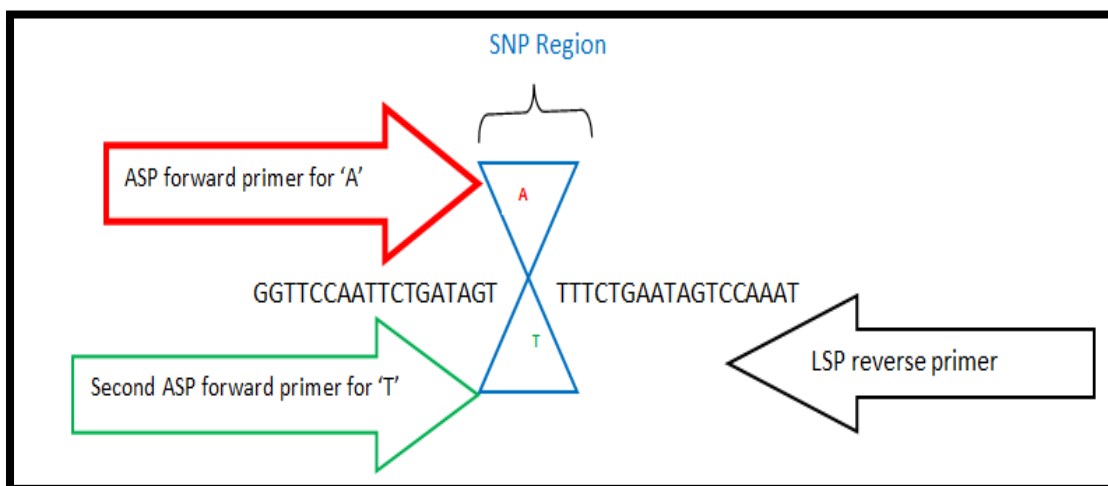 SNP Region
ASP forward primer for ‘A’
A
GGTTCCAATTCTGATAGT TTTCTGAATAGTCCAAAT
T
LSP reverse primer
Second ASP forward primer for ‘T’